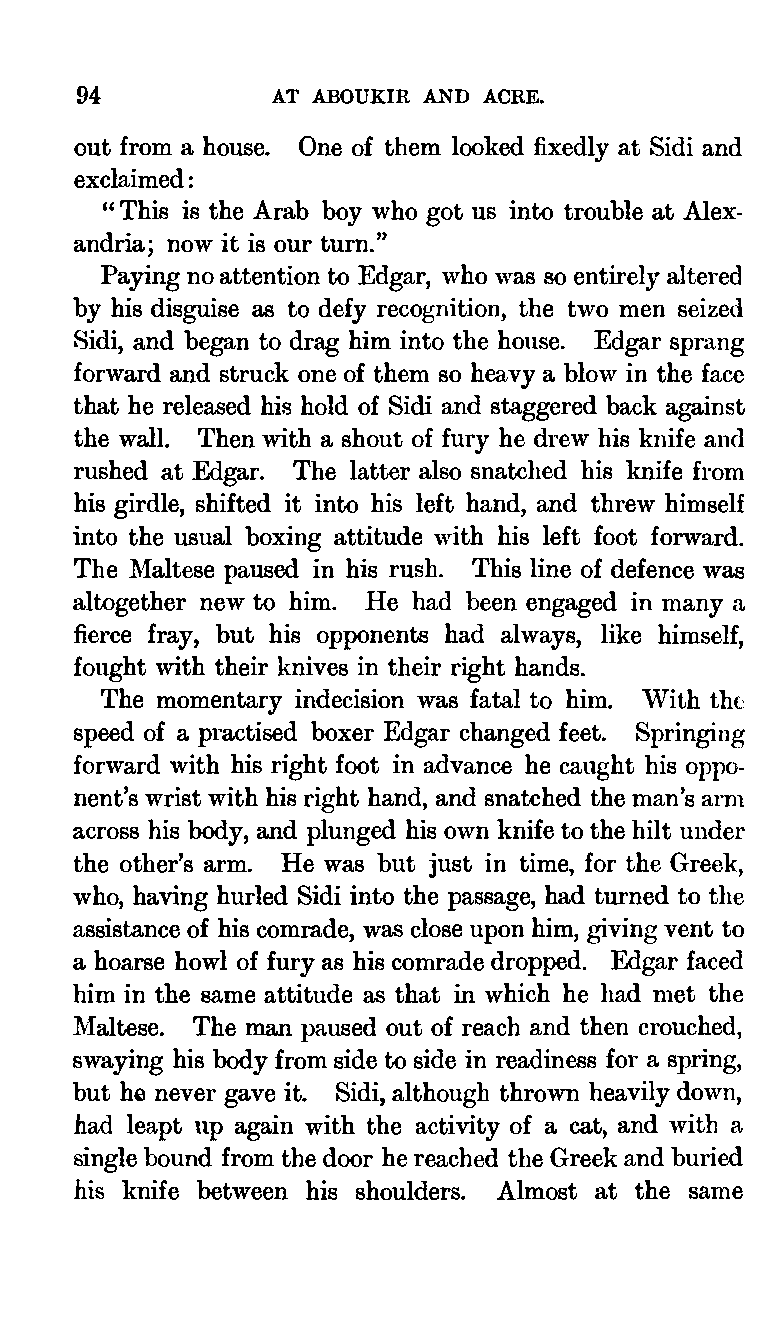 94 AT ABOUKIR AND ACRE.
out from a house. One of them looked fixedly at Sidi and
exclaimed:
"This is the Arab boy who got us into trouble at Alex-
andria; now it is our turn."
Paying no attention to Edgar, who was so entirely altered
by his disguise as to defy recognition, the two men seized
Sidi, and began to drag him into the house. Edgar sprang
forward and struck one of them so heavy a blow in the face
that he released his hold of Sidi and staggered back against
the wall. Then with a shout of fury he drew his knife and
rushed at Edgar. The latter also snatched his knife from
his girdle, shifted it into his left hand, and threw himself
into the usual boxing attitude with his left foot forward.
The Maltese paused in his rush. This line of defence was
altogether new to him. He had been engaged in many a
fierce fray, but his opponents had always, like himself,
fought with their knives in their right hands.
The momentary indecision was fatal to him. With the
speed of a practised boxer Edgar changed feet. Springing
forward with his right foot in advance he caught his oppo-
nent's wrist with his right hand, and snatched the man's arm
across his body, and plunged his own knife to the hilt under
the other's arm. He was but just in time, for the Greek,
who, having hurled Sidi into the passage, had turned to the
assistance of his comrade, was close upon him, giving vent to
a hoarse howl of fury as his comrade dropped. Edgar faced
him in the same attitude as that in which he had met the
Maltese. The man paused out of reach and then crouched,
swaying his body from side to side in readiness for a spring,
but he never gave it. Sidi, although thrown heavily down,
had leapt up again with the activity of a cat, and with a
single bound from the door he reached the Greek and buried
his knife between his shoulders. Almost at the same